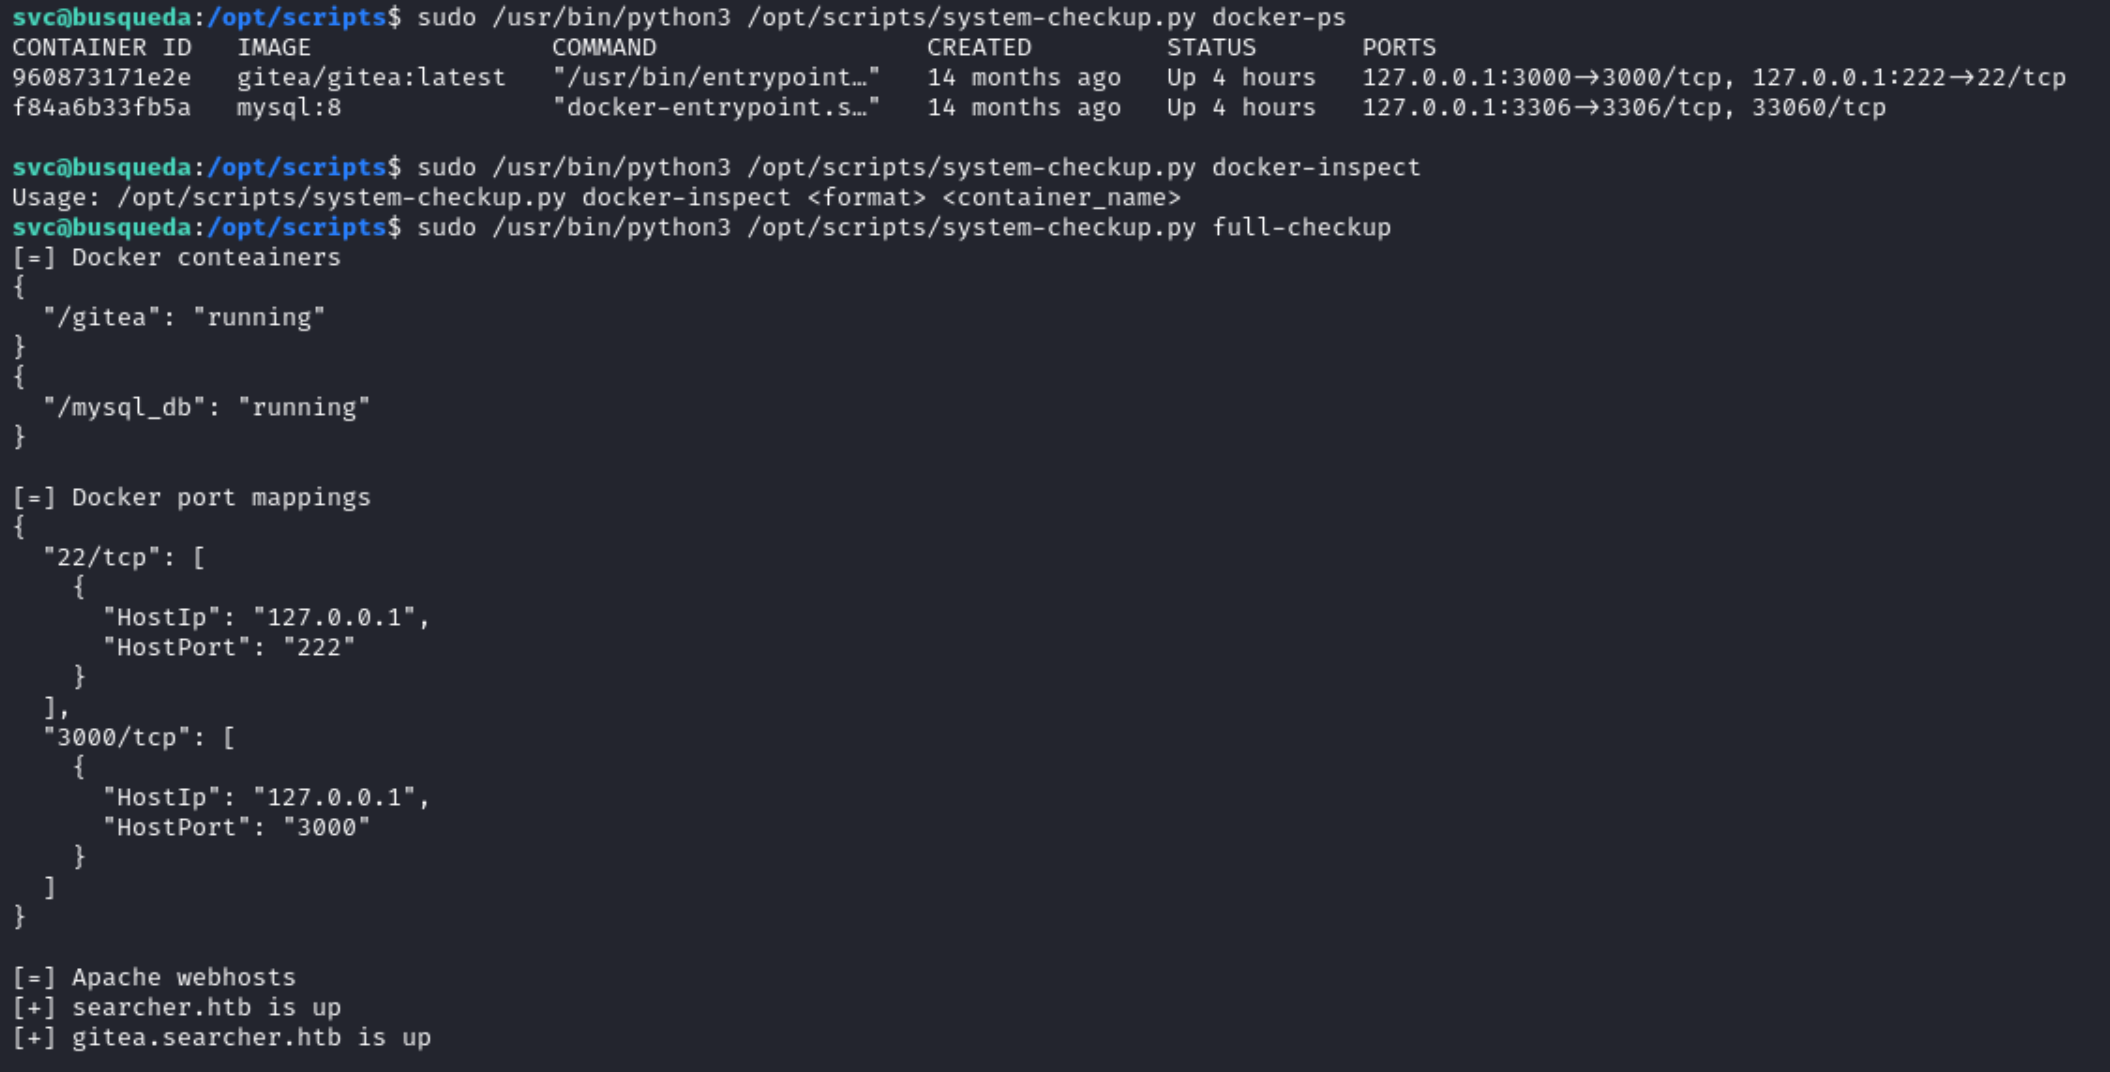 svc@busqueda:/opt/scripts$ sudo /usr/bin/python3 /opt/scripts/system-checkup.py docker-ps
CONTAINER ID   IMAGE                COMMAND                  CREATED         STATUS       PORTS
960873171e2e   gitea/gitea:latest   "/usr/bin/entrypoint…"   14 months ago   Up 4 hours   127.0.0.1:3000->3000/tcp, 127.0.0.1:222->22/tcp
f84a6b33fb5a   mysql:8              "docker-entrypoint.s…"   14 months ago   Up 4 hours   127.0.0.1:3306->3306/tcp, 33060/tcp
svc@busqueda:/opt/scripts$ sudo /usr/bin/python3 /opt/scripts/system-checkup.py docker-inspect
Usage: /opt/scripts/system-checkup.py docker-inspect <format> <container_name>
svc@busqueda:/opt/scripts$ sudo /usr/bin/python3 /opt/scripts/system-checkup.py full-checkup
[=] Docker conteainers
{
  "/gitea": "running"
}
{
  "/mysql_db": "running"
}
[=] Docker port mappings
{
  "22/tcp": [
    {
      "HostIp": "127.0.0.1",
      "HostPort": "222"
    }
  ],
  "3000/tcp": [
    {
      "HostIp": "127.0.0.1",
      "HostPort": "3000"
    }
  ]
}
[=] Apache webhosts
[+] searcher.htb is up
[+] gitea.searcher.htb is up